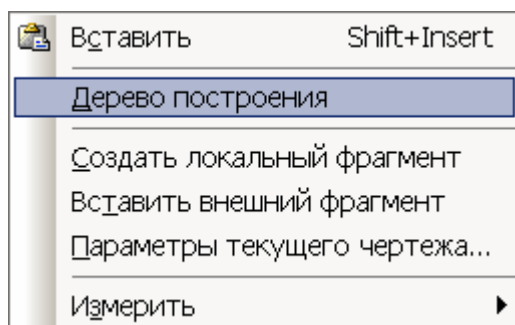 Вставить Shift+Insert
Дерево построения
Создать локальный фрагмент
Вставить внешний фрагмент
Параметры текущего чертежа...
Измерить